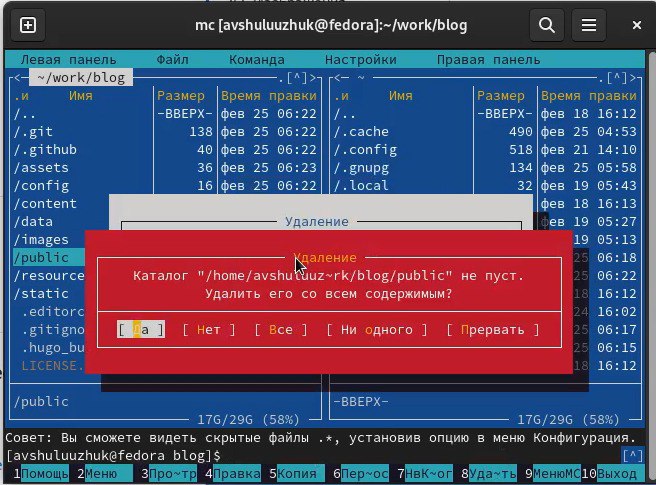 mc [avshuluuzhuk@fedora]:~/work/blog
Левая панель Файл Команда Настройки Правая панель
<— ~/work/blog .[^]> <— ~ .[^]>
.и Имя Размер Время правки .и Имя Размер Время правки
/.. -ВВЕРХ- фев 25 06:22 /.. -ВВЕРХ- фев 18 16:12
/.git 138 фев 25 06:22 /.cache 490 фев 25 04:53
/.github 40 фев 25 06:22 /.config 518 фев 21 14:10
/assets 36 фев 25 06:23 /.gnupg 134 фев 25 05:58
/config 16 фев 25 06:22 /.local 32 фев 19 05:43
/content фев 18 16:13
/data Удаление фев 19 05:27
/images 19 05:13
/public Удаление 25 06:18
/resource Каталог "/home/avshuluuz~rk/blog/public" не пуст. 25 06:22
/static Удалить его со всем содержимым? 18 16:12
.editorc 24 16:02
.gitigno [ Да ] [ Нет ] [ Все ] [ Ни одного ] [ Прервать ] 25 06:17
.hugo_bu 25 06:15
LICENSE. 18 16:12
/public -ВВЕРХ-
17G/29G (58%) 17G/29G (58%)
Совет: Вы сможете видеть скрытые файлы .*, установив опцию в меню Конфигурация.
[avshuluuzhuk@fedora blog]$ [^]
1Помощь 2Меню 3Про~тр 4Правка 5Копия 6Пер~ос 7НвК~ог 8Уда~ть 9МенюМС 10Выход